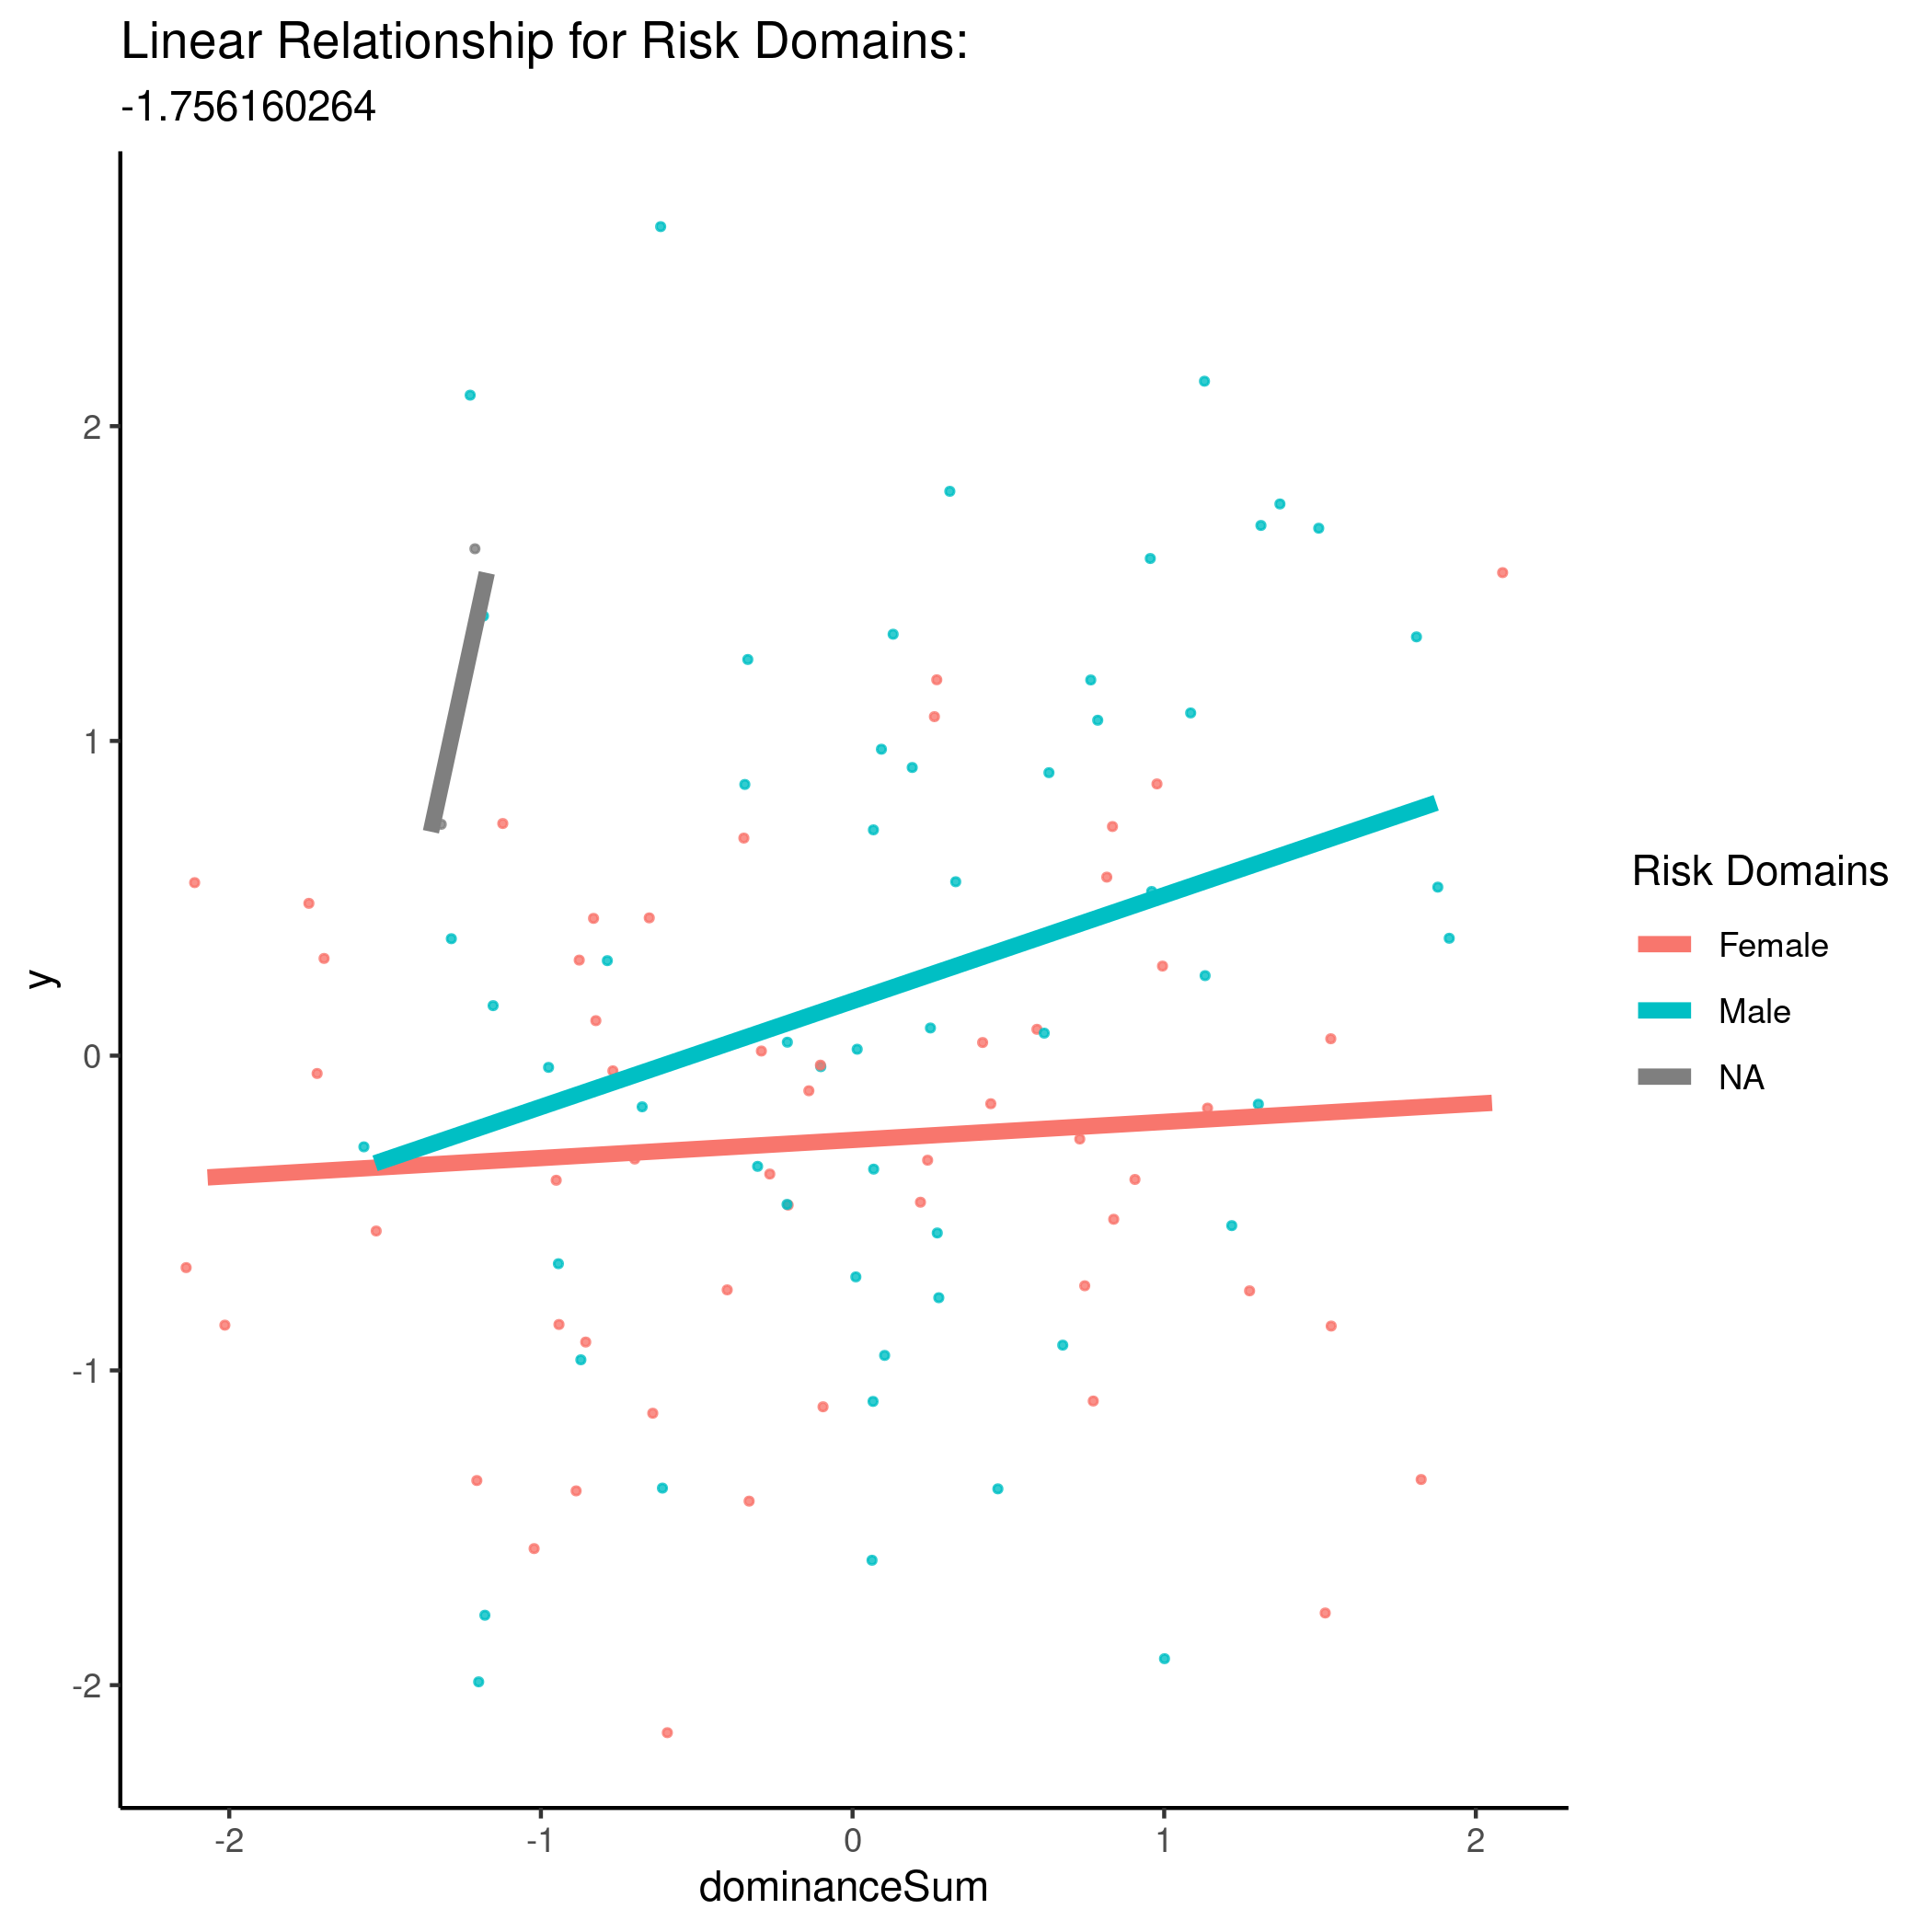 Linear Relationship for Risk Domains:
-1.756160264
y
2
1
0
-1
-2
-2
-1
0
1
2
dominanceSum
Risk Domains
Female
Male
NA